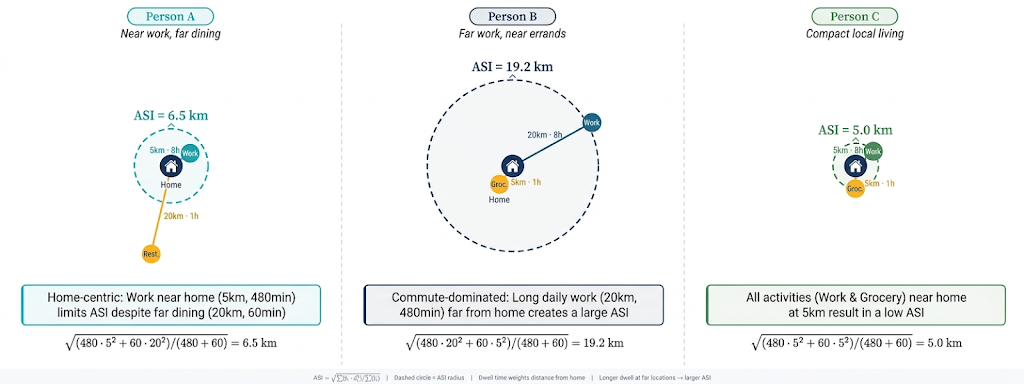 Person A
Near work, far dining
ASI = 6.5 km
5km · 8h
Work
Home
20km · 1h
Rest.
Home-centric: Work near home (5km, 480min)
limits ASI despite far dining (20km, 60min)
√(480 · 5² + 60 · 20²)/(480 + 60) = 6.5 km
Person B
Far work, near errands
ASI = 19.2 km
Work
20km · 8h
Groc.
5km · 1h
Home
Commute-dominated: Long daily work (20km,
480min) far from home creates a large ASI
√(480 · 20² + 60 · 5²)/(480 + 60) = 19.2 km
Person C
Compact local living
ASI = 5.0 km
5km · 8h
Work
Groc.
5km · 1h
All activities (Work & Grocery) near home
at 5km result in a low ASI
√(480 · 5² + 60 · 5²)/(480 + 60) = 5.0 km
ASI = | Dashed circle = ASI radius | Dwell time weights distance from home | Longer dwell at far locations → larger ASI